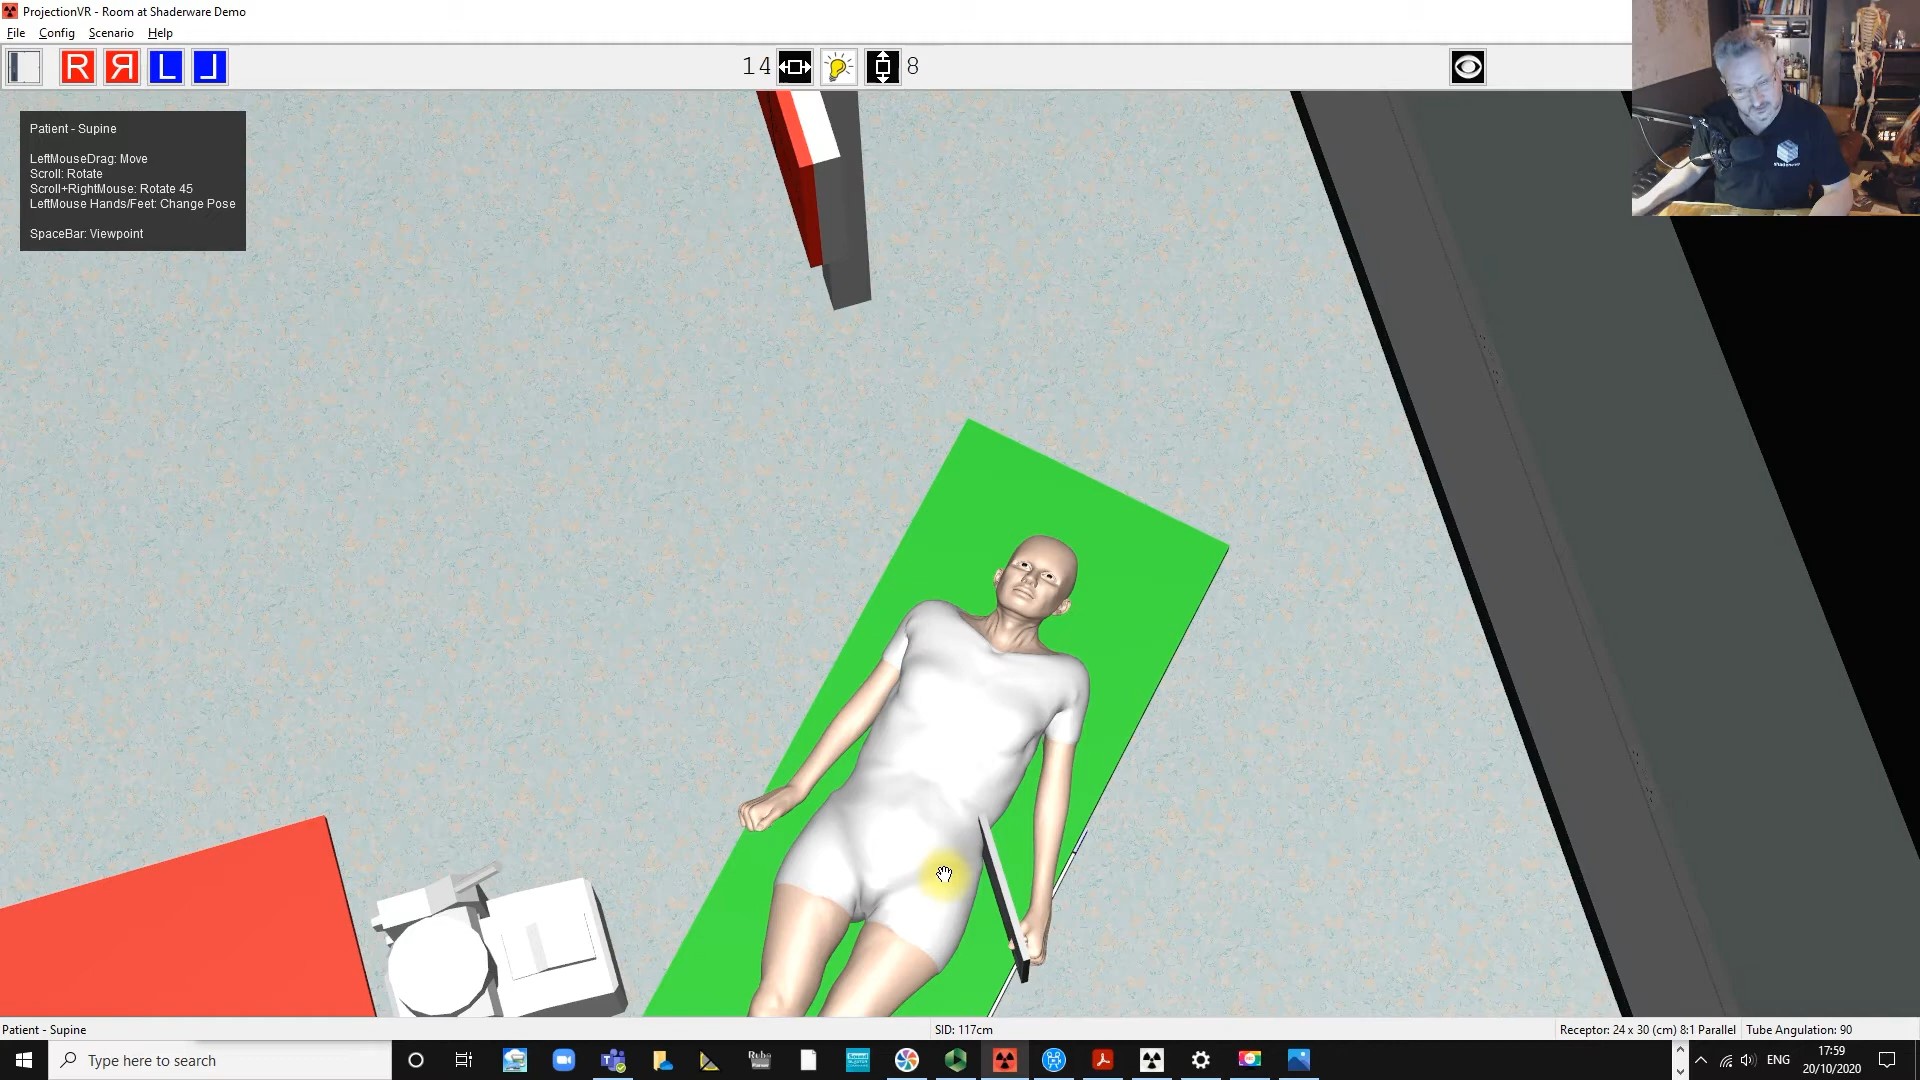 ProjectionVR - Room at Shaderware Demo
File Config Scenario Help
R R L L 14 8
Patient - Supine
LeftMouseDrag: Move
Scroll: Rotate
Scroll+RightMouse: Rotate 45
LeftMouse Hands/Feet: Change Pose
SpaceBar: Viewpoint
Patient - Supine SID: 117cm Receptor: 24 x 30 (cm) 8:1 Parallel Tube Angulation: 90
Type here to search
ENG
17:59
20/10/2020